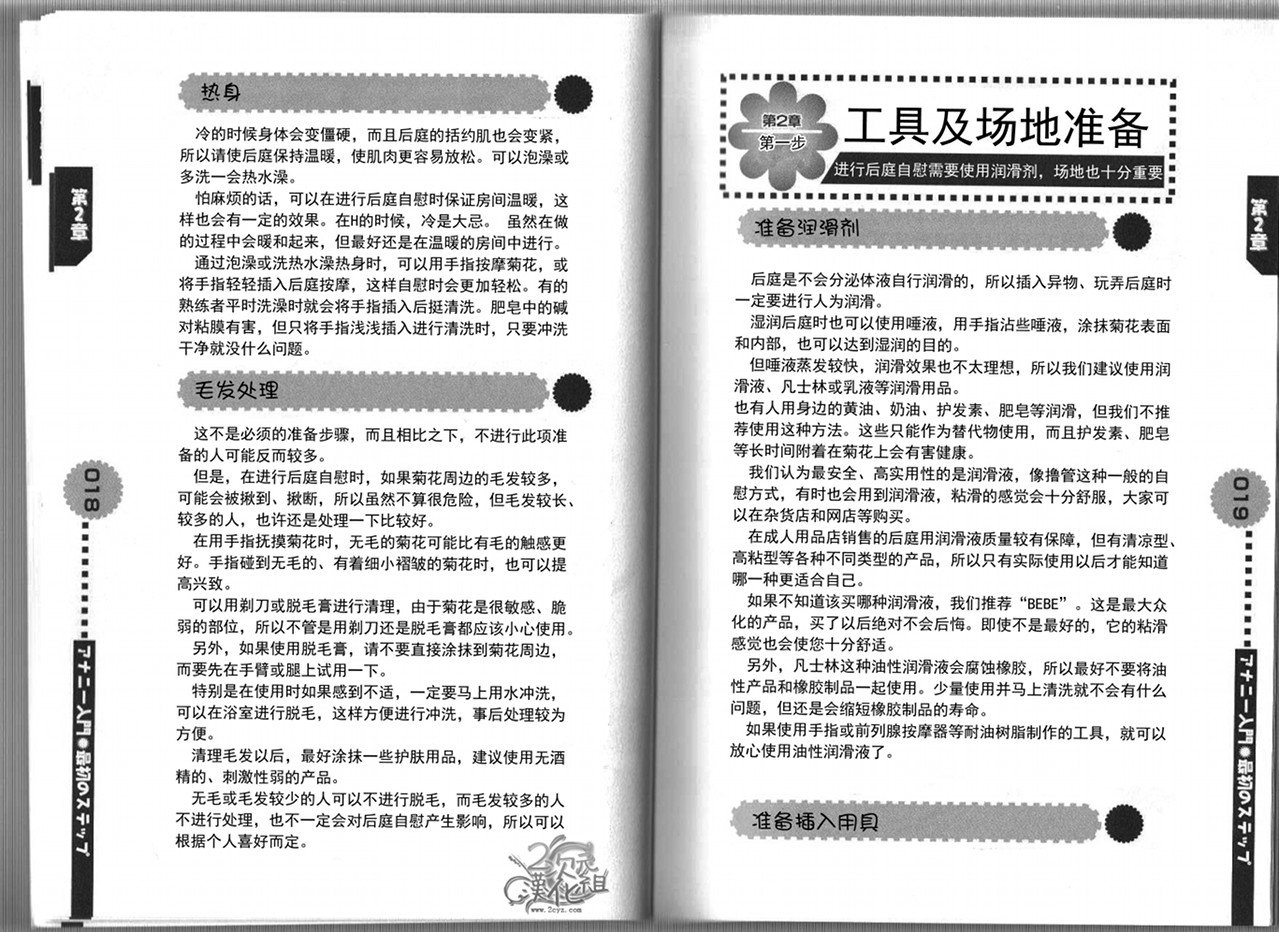 热身
冷的时候身体会变僵硬，而且后庭的括约肌也会变紧，
所以请使后庭保持温暖，使肌肉更容易放松。可以泡澡或
多洗一会热水澡。
怕麻烦的话，可以在进行后庭自慰时保证房间温暖，这
样也会有一定的效果。在H的时候，冷是大忌。 虽然在做
的过程中会暖和起来，但最好还是在温暖的房间中进行。
通过泡澡或洗热水澡热身时，可以用手指按摩菊花，或
将手指轻轻插入后庭按摩，这样自慰时会更加轻松。有的
熟练者平时洗澡时就会将手指插入后挺清洗。肥皂中的碱
对粘膜有害，但只将手指浅浅插入进行清洗时，只要冲洗
干净就没什么问题。
毛发处理
这不是必须的准备步骤，而且相比之下，不进行此项准
备的人可能反而较多。
但是，在进行后庭自慰时，如果菊花周边的毛发较多，
可能会被揪到、揪断，所以虽然不算很危险，但毛发较长、
较多的人，也许还是处理一下比较好。
在用手指抚摸菊花时，无毛的菊花可能比有毛的触感更
好。手指碰到无毛的、有着细小褶皱的菊花时，也可以提
高兴致。
可以用剃刀或脱毛膏进行清理，由于菊花是很敏感、脆
弱的部位，所以不管是用剃刀还是脱毛膏都应该小心使用。
另外，如果使用脱毛膏，请不要直接涂抹到菊花周边，
而要先在手臂或腿上试用一下。
特别是在使用时如果感到不适，一定要马上用水冲洗，
可以在浴室进行脱毛，这样方便进行冲洗，事后处理较为
方便。
清理毛发以后，最好涂抹一些护肤用品，建议使用无酒
精的、刺激性弱的产品。
无毛或毛发较少的人可以不进行脱毛，而毛发较多的人
不进行处理，也不一定会对后庭自慰产生影响，所以可以
根据个人喜好而定。
第2章
018
アナニー入門●最初のステップ
2次元
漢化组
www.2cyz.com
第2章
第一步
工具及场地准备
进行后庭自慰需要使用润滑剂，场地也十分重要
准备润滑剂
后庭是不会分泌体液自行润滑的，所以插入异物、玩弄后庭时
一定要进行人为润滑。
湿润后庭时也可以使用唾液，用手指沾些唾液，涂抹菊花表面
和内部，也可以达到湿润的目的。
但唾液蒸发较快，润滑效果也不太理想，所以我们建议使用润
滑液、凡士林或乳液等润滑用品。
也有人用身边的黄油、奶油、护发素、肥皂等润滑，但我们不推
荐使用这种方法。这些只能作为替代物使用，而且护发素、肥皂
等长时间附着在菊花上会有害健康。
我们认为最安全、高实用性的是润滑液，像撸管这种一般的自
慰方式，有时也会用到润滑液，粘滑的感觉会十分舒服，大家可
以在杂货店和网店等购买。
在成人用品店销售的后庭用润滑液质量较有保障，但有清凉型、
高粘型等各种不同类型的产品，所以只有实际使用以后才能知道
哪一种更适合自己。
如果不知道该买哪种润滑液，我们推荐“BEBE”。这是最大众
化的产品，买了以后绝对不会后悔。即使不是最好的，它的粘滑
感觉也会使您十分舒适。
另外，凡士林这种油性润滑液会腐蚀橡胶，所以最好不要将油
性产品和橡胶制品一起使用。少量使用并马上清洗就不会有什么
问题，但还是会缩短橡胶制品的寿命。
如果使用手指或前列腺按摩器等耐油树脂制作的工具，就可以
放心使用油性润滑液了。
准备插入用具
第2章
019
アナニー入門●最初のステップ